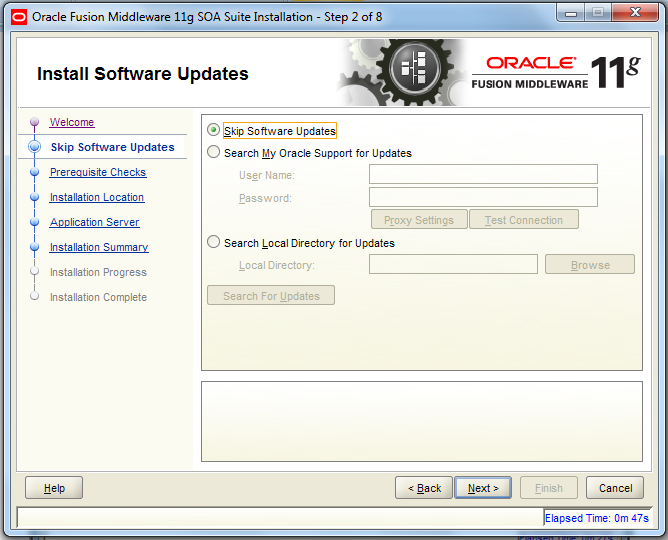 Oracle Fusion Middleware 11g SOA Suite Installation - Step 2 of 8
Install Software Updates
ORACLE
FUSION MIDDLEWARE 11g
Welcome
Skip Software Updates
Prerequisite Checks
Installation Location
Application Server
Installation Summary
Installation Progress
Installation Complete
Skip Software Updates
Search My Oracle Support for Updates
User Name:
Password:
Proxy Settings Test Connection
Search Local Directory for Updates
Local Directory: Browse
Search For Updates
Help < Back Next > Finish Cancel
Elapsed Time: 0m 47s